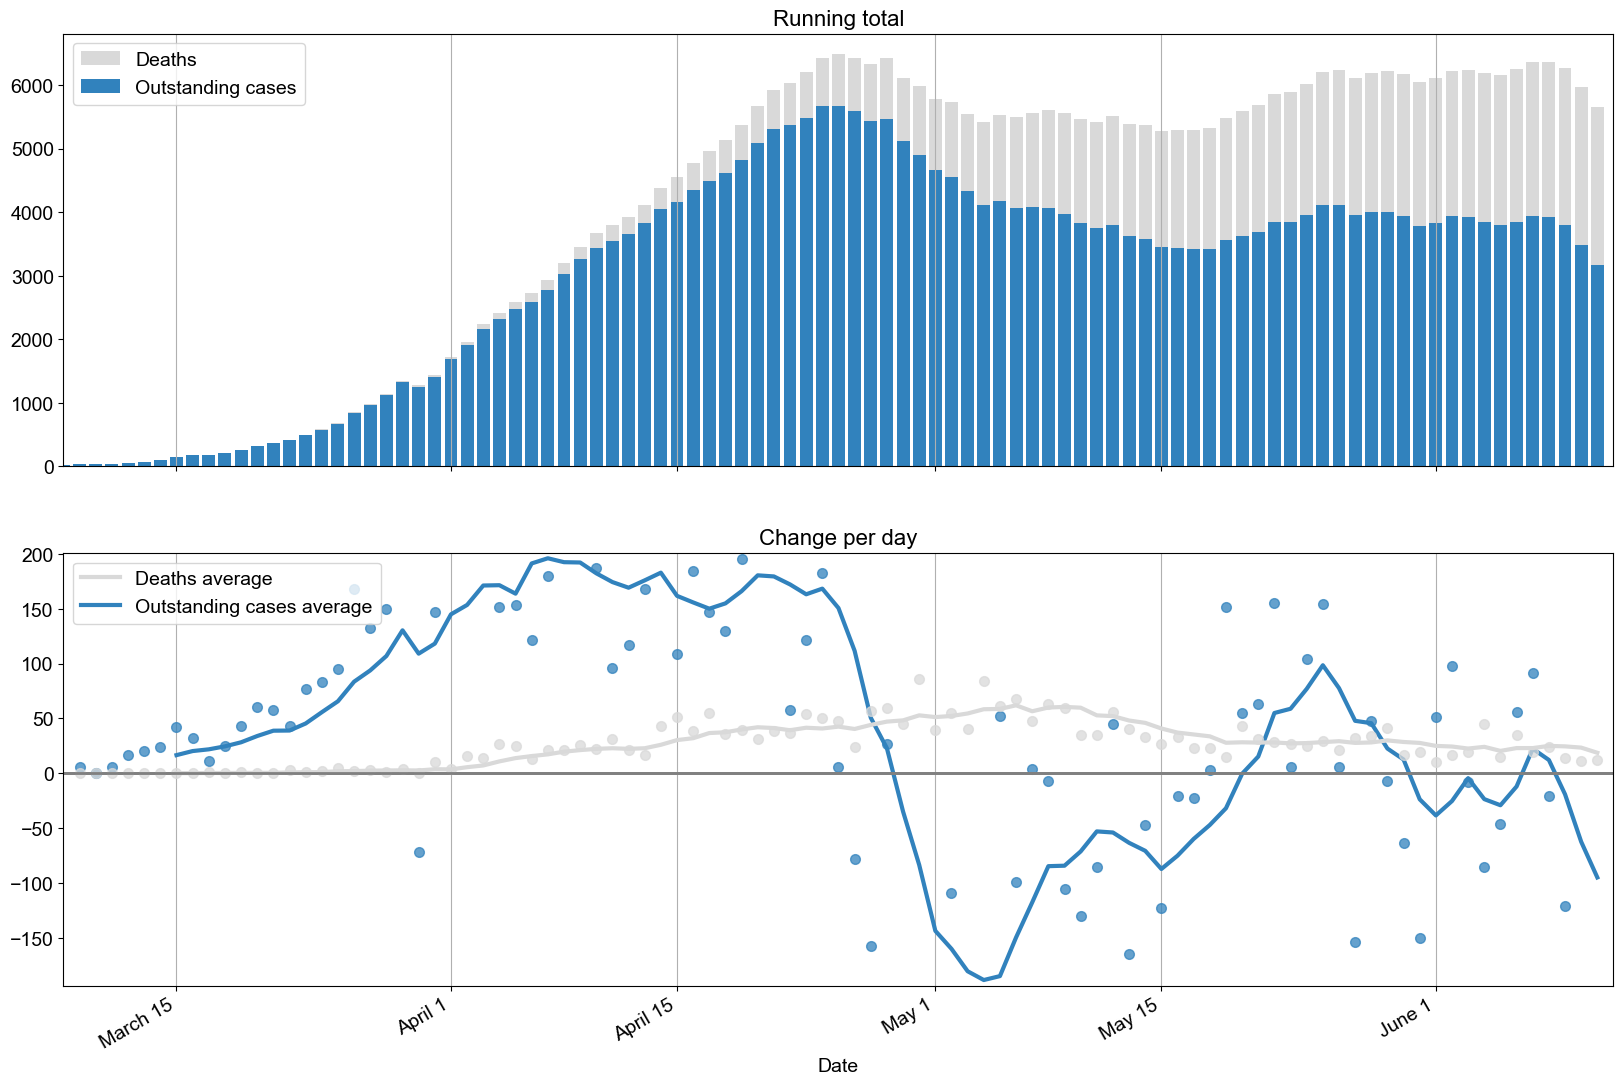 Running total
Deaths
Outstanding cases
6000
5000
4000
3000
2000
1000
0
Change per day
Deaths average
Outstanding cases average
200
150
100
50
0
−50
−100
−150
March 15
April 1
April 15
May 1
May 15
June 1
Date